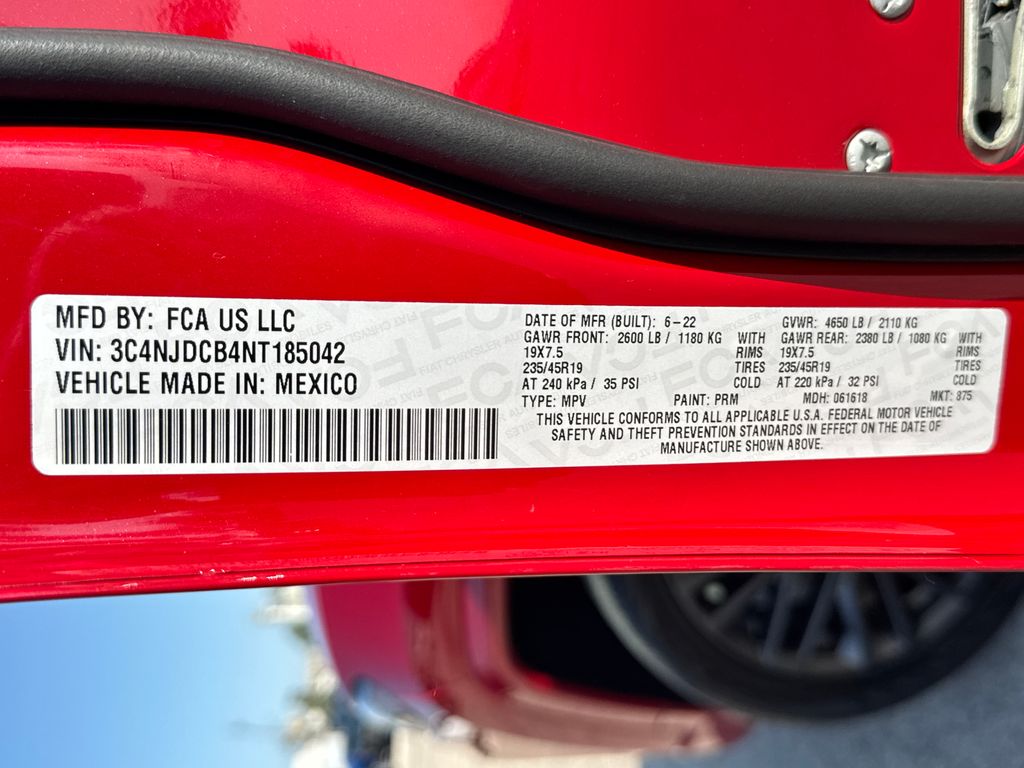 MFD BY: FCA US LLC
VIN: 3C4NJDCB4NT185042
VEHICLE MADE IN: MEXICO
DATE OF MFR (BUILT): 6-22 GVWR: 4650 LB / 2110 KG
GAWR FRONT: 2600 LB / 1180 KG WITH GAWR REAR: 2380 LB / 1080 KG WITH
19X7.5 RIMS 19X7.5 RIMS
235/45R19 TIRES 235/45R19 TIRES
AT 240 kPa / 35 PSI COLD AT 220 kPa / 32 PSI COLD
TYPE: MPV PAINT: PRM MDH: 061618 MKT: 875
THIS VEHICLE CONFORMS TO ALL APPLICABLE U.S.A. FEDERAL MOTOR VEHICLE
SAFETY AND THEFT PREVENTION STANDARDS IN EFFECT ON THE DATE OF
MANUFACTURE SHOWN ABOVE.